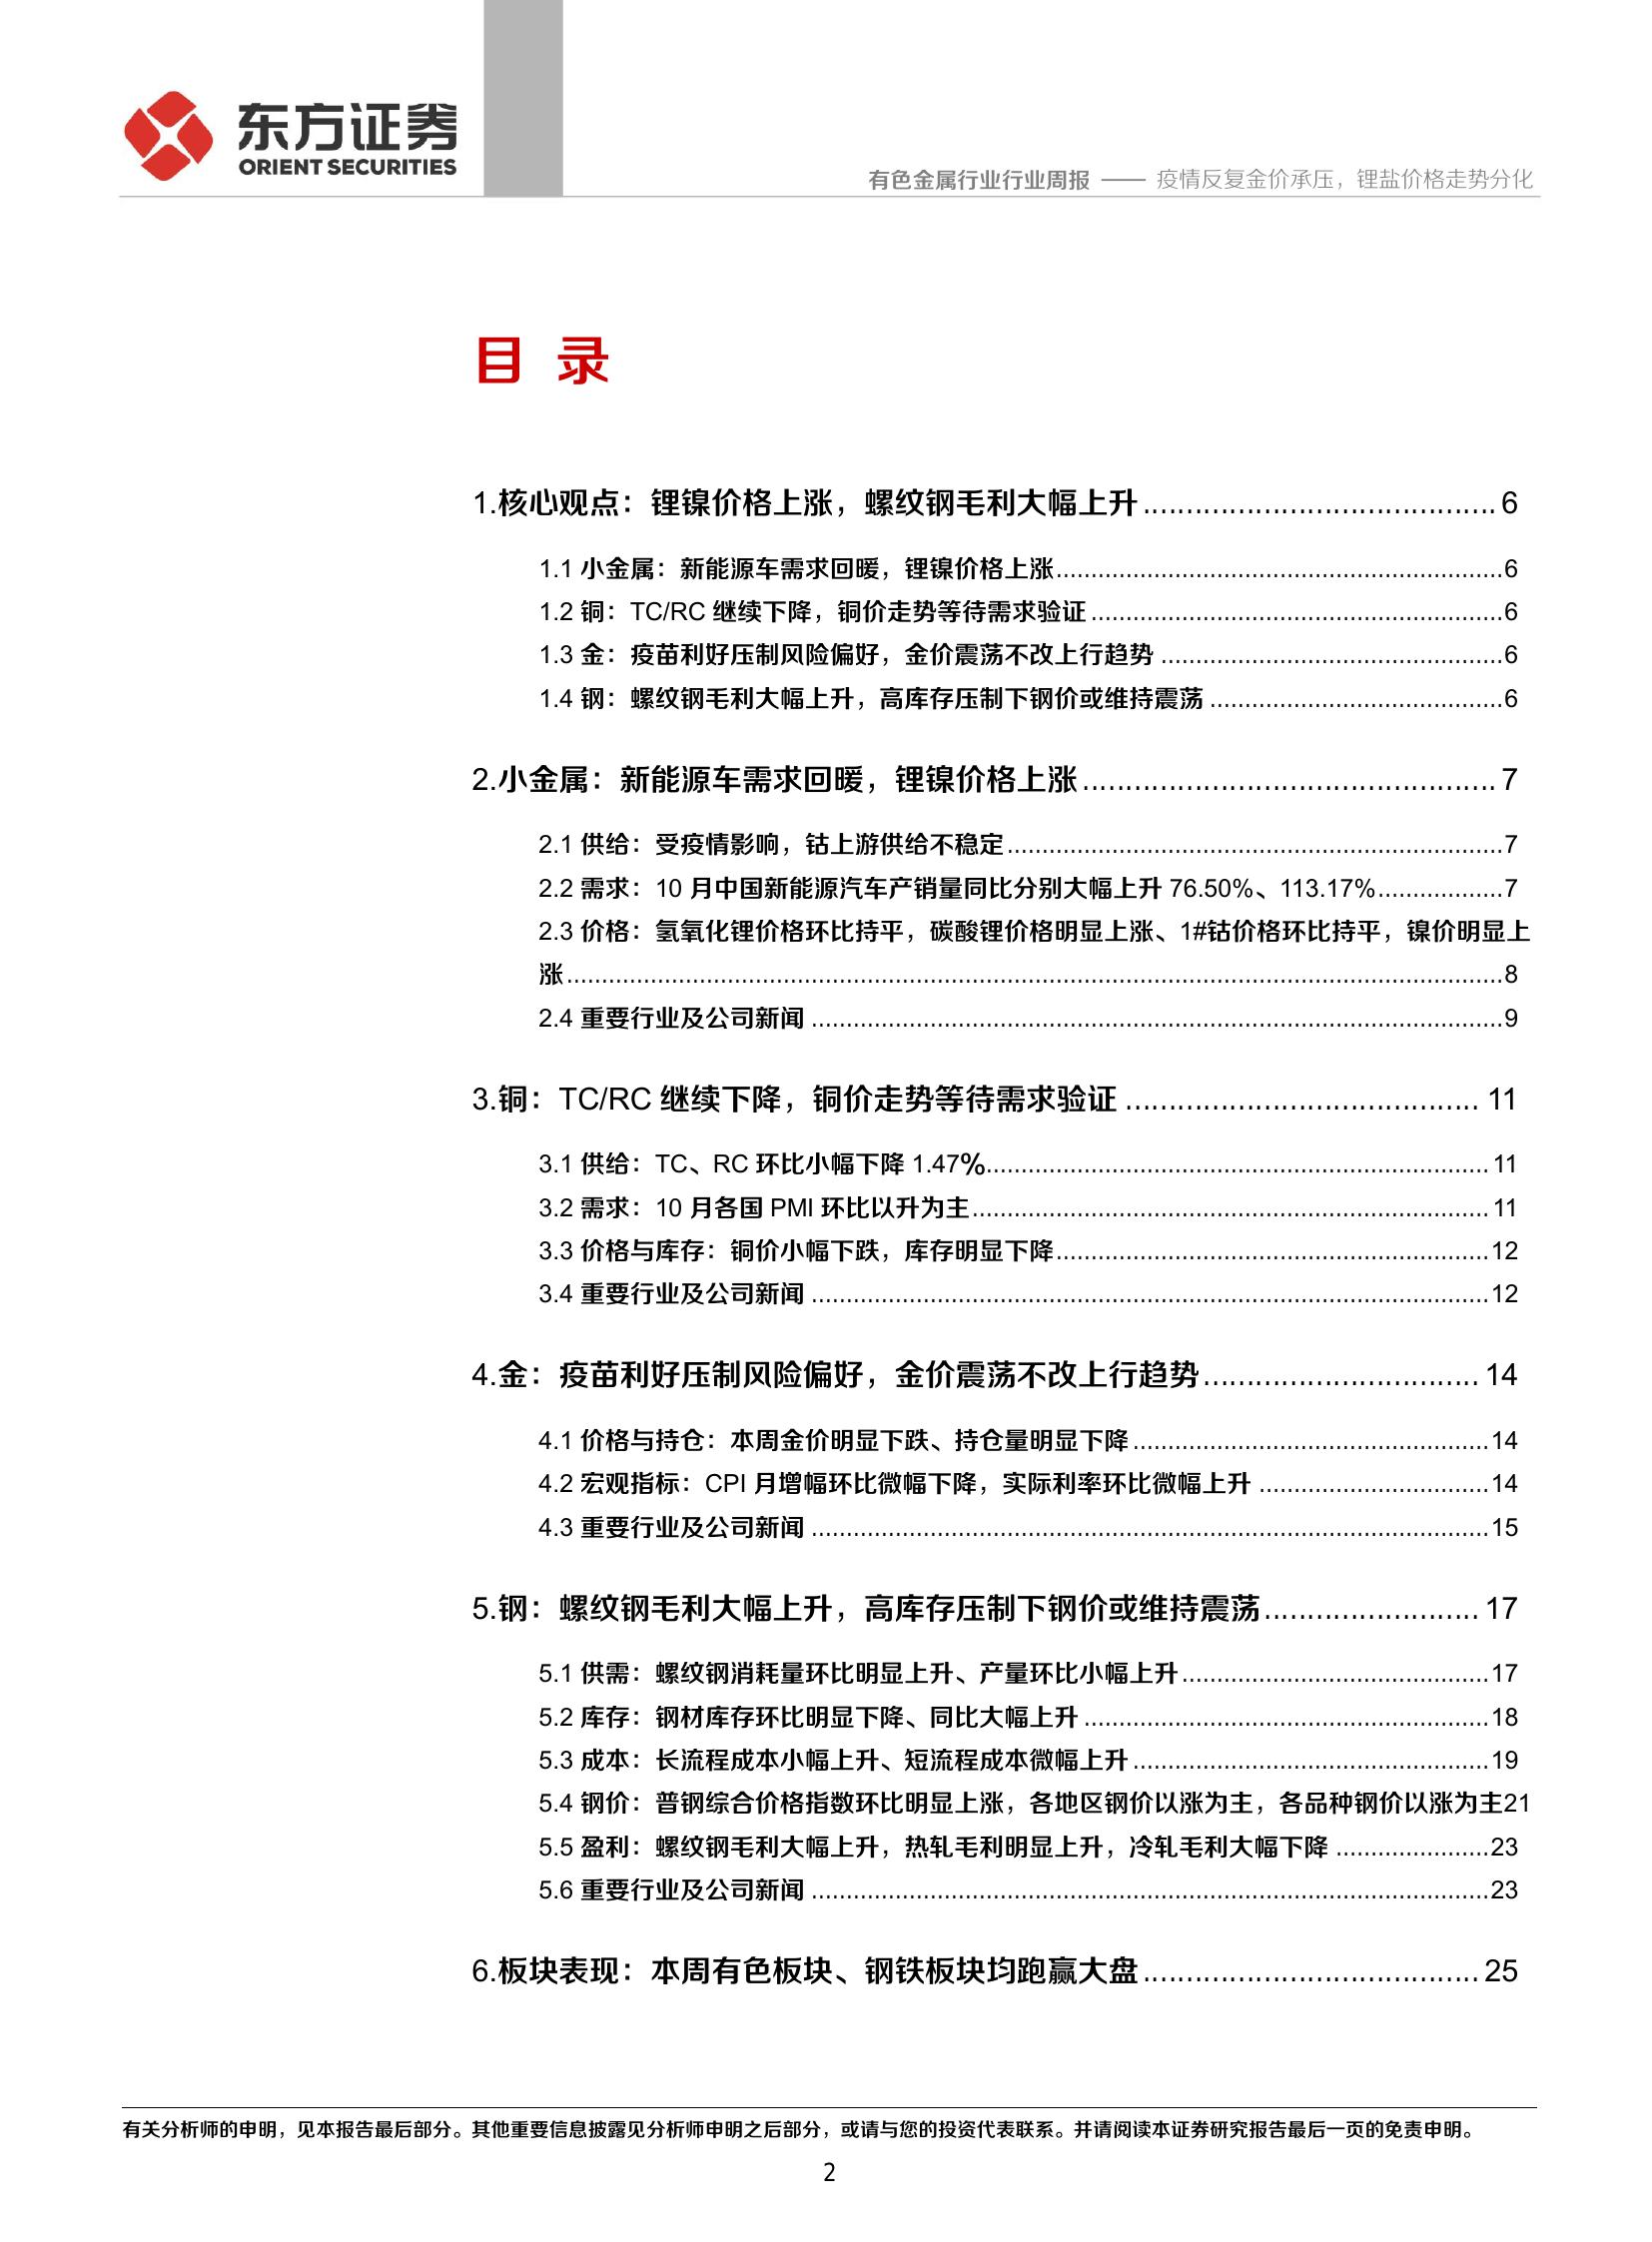 东方证券
ORIENT SECURITIES
有色金属行业行业周报 —— 疫情反复金价承压，锂盐价格走势分化
目 录
1.核心观点：锂镍价格上涨，螺纹钢毛利大幅上升........................................ 6
1.1 小金属：新能源车需求回暖，锂镍价格上涨................................................................6
1.2 铜：TC/RC 继续下降，铜价走势等待需求验证 ...........................................................6
1.3 金：疫苗利好压制风险偏好，金价震荡不改上行趋势 .................................................6
1.4 钢：螺纹钢毛利大幅上升，高库存压制下钢价或维持震荡 ..........................................6
2.小金属：新能源车需求回暖，锂镍价格上涨............................................... 7
2.1 供给：受疫情影响，钴上游供给不稳定.......................................................................7
2.2 需求：10 月中国新能源汽车产销量同比分别大幅上升 76.50%、113.17%..................7
2.3 价格：氢氧化锂价格环比持平，碳酸锂价格明显上涨、1#钴价格环比持平，镍价明显上
涨......................................................................................................................................8
2.4 重要行业及公司新闻 ...................................................................................................9
3.铜：TC/RC 继续下降，铜价走势等待需求验证 ........................................ 11
3.1 供给：TC、RC 环比小幅下降 1.47%........................................................................11
3.2 需求：10 月各国 PMI 环比以升为主..........................................................................11
3.3 价格与库存：铜价小幅下跌，库存明显下降..............................................................12
3.4 重要行业及公司新闻 .................................................................................................12
4.金：疫苗利好压制风险偏好，金价震荡不改上行趋势............................... 14
4.1 价格与持仓：本周金价明显下跌、持仓量明显下降...................................................14
4.2 宏观指标：CPI 月增幅环比微幅下降，实际利率环比微幅上升 .................................14
4.3 重要行业及公司新闻 .................................................................................................15
5.钢：螺纹钢毛利大幅上升，高库存压制下钢价或维持震荡........................ 17
5.1 供需：螺纹钢消耗量环比明显上升、产量环比小幅上升............................................17
5.2 库存：钢材库存环比明显下降、同比大幅上升 ..........................................................18
5.3 成本：长流程成本小幅上升、短流程成本微幅上升...................................................19
5.4 钢价：普钢综合价格指数环比明显上涨，各地区钢价以涨为主，各品种钢价以涨为主21
5.5 盈利：螺纹钢毛利大幅上升，热轧毛利明显上升，冷轧毛利大幅下降 ......................23
5.6 重要行业及公司新闻 .................................................................................................23
6.板块表现：本周有色板块、钢铁板块均跑赢大盘...................................... 25
有关分析师的申明，见本报告最后部分。其他重要信息披露见分析师申明之后部分，或请与您的投资代表联系。并请阅读本证券研究报告最后一页的免责申明。
2